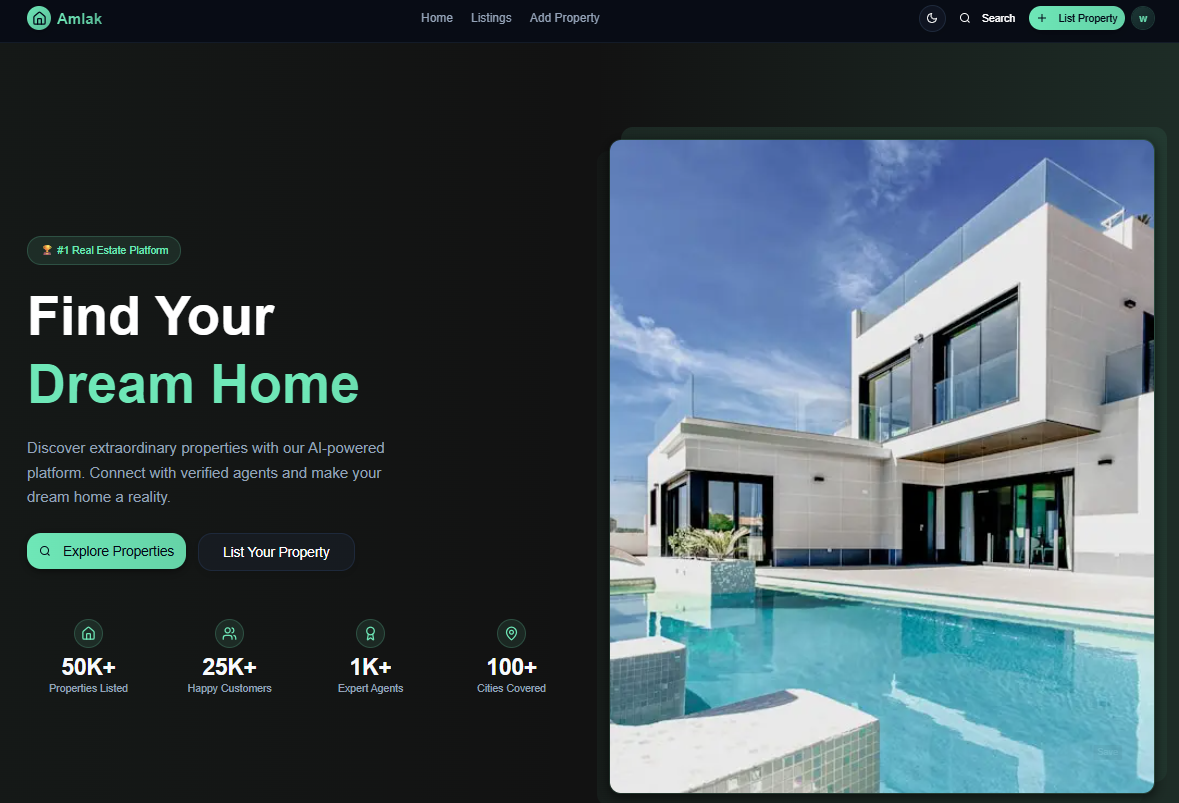 Amlak
Home
Listings
Add Property
Search
List Property
w
🏆 #1 Real Estate Platform
Find Your
Dream Home
Discover extraordinary properties with our AI-powered
platform. Connect with verified agents and make your
dream home a reality.
Explore Properties
List Your Property
50K+
Properties Listed
25K+
Happy Customers
1K+
Expert Agents
100+
Cities Covered